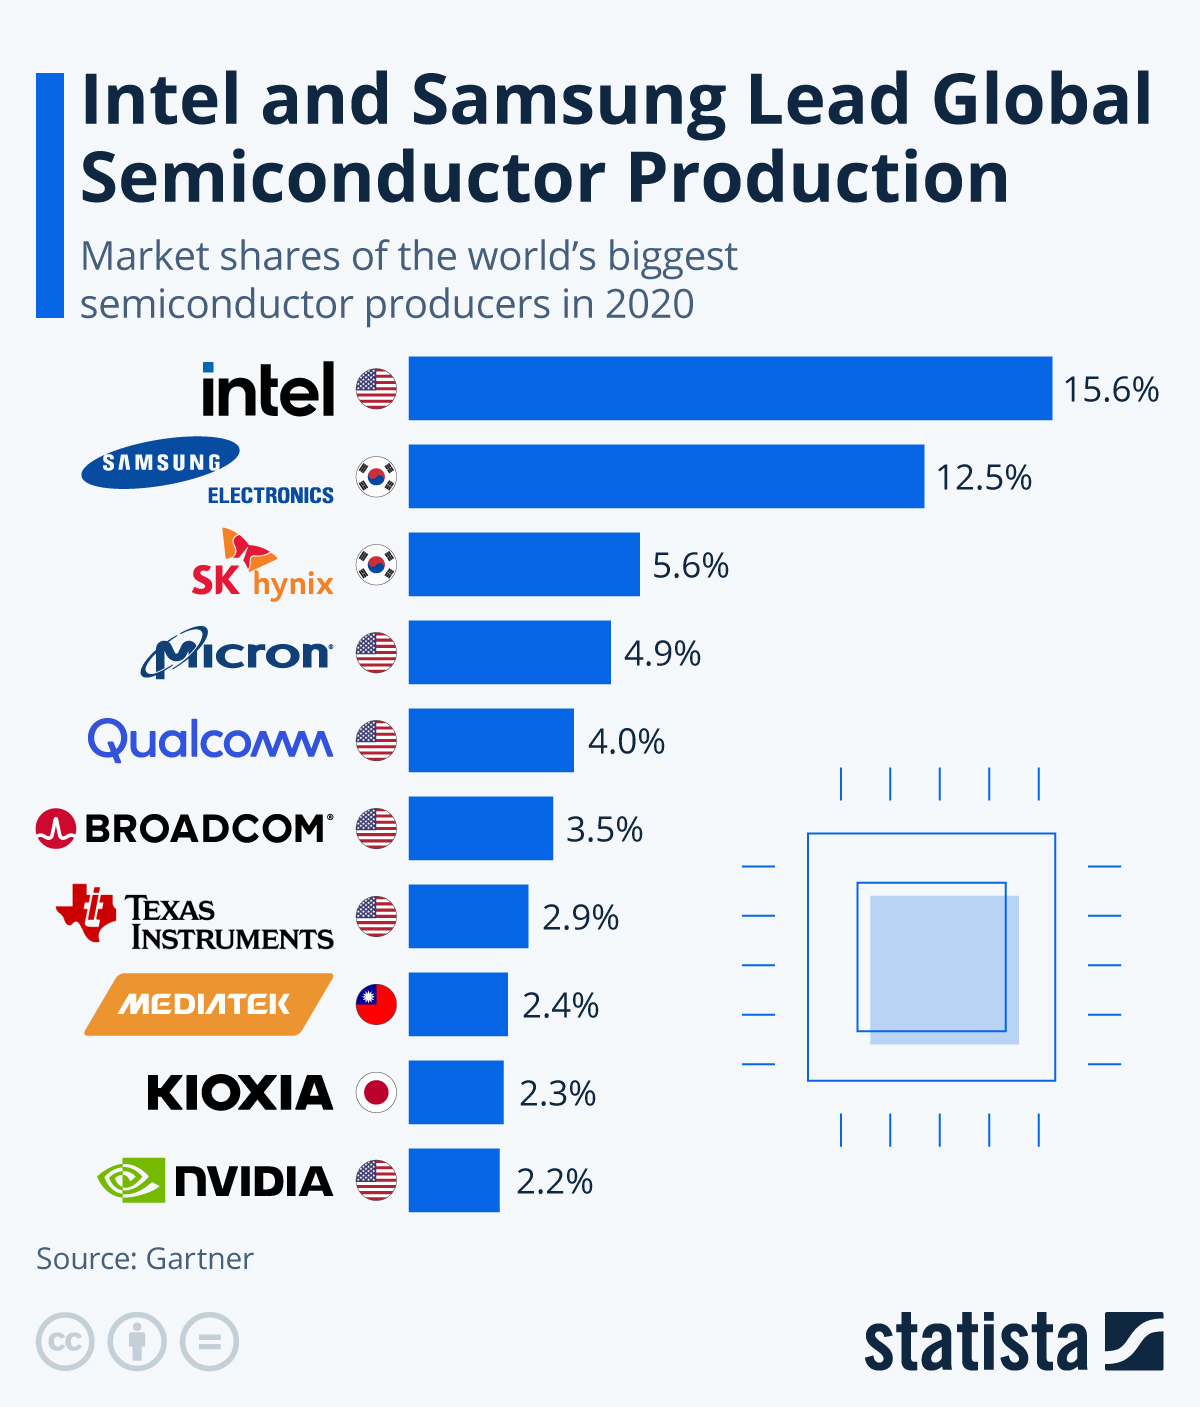 Intel and Samsung Lead Global
Semiconductor Production
Market shares of the world's biggest
semiconductor producers in 2020
intel 15.6%
SAMSUNG
ELECTRONICS 12.5%
SK hynix 5.6%
Micron® 4.9%
Qualcomm 4.0%
BROADCOM® 3.5%
TEXAS
INSTRUMENTS 2.9%
MEDIATEK 2.4%
KIOXIA 2.3%
NVIDIA 2.2%
Source: Gartner
cc
statista